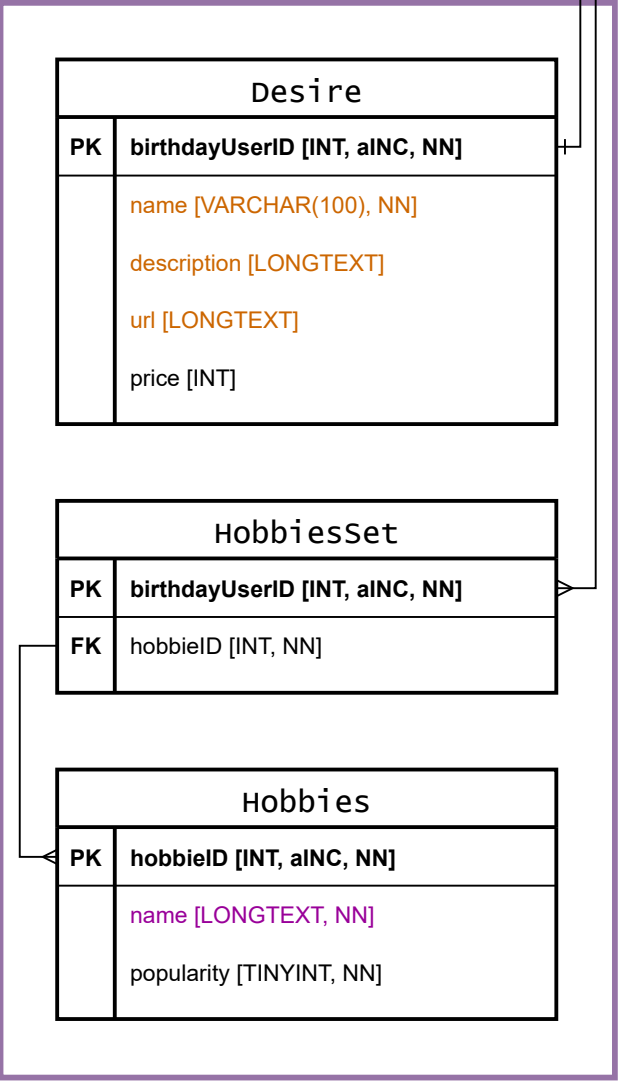 Desire
PK birthdayUserID [INT, aINC, NN]
name [VARCHAR(100), NN]
description [LONGTEXT]
url [LONGTEXT]
price [INT]
HobbiesSet
PK birthdayUserID [INT, aINC, NN]
FK hobbieID [INT, NN]
Hobbies
PK hobbieID [INT, aINC, NN]
name [LONGTEXT, NN]
popularity [TINYINT, NN]